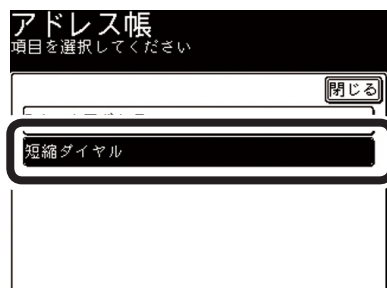 アドレス帳
項目を選択してください
閉じる
短縮ダイヤル